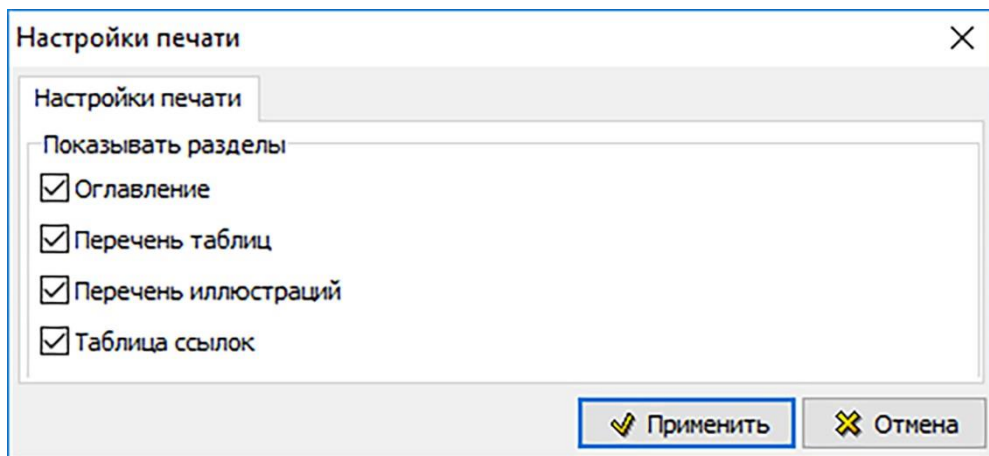 Настройки печати
Настройки печати
Показывать разделы
Оглавление
Перечень таблиц
Перечень иллюстраций
Таблица ссылок
Применить Отмена